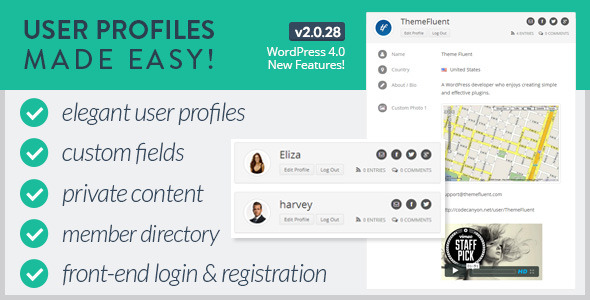 USER PROFILES
MADE EASY!
v2.0.28
WordPress 4.0
New Features!
elegant user profiles
custom fields
private content
member directory
front-end login & registration
Eliza
Edit Profile
Log Out
0 ENTRIES
0 COMMENTS
harvey
Edit Profile
Log Out
0 ENTRIES
0 COMMENTS
ThemeFluent
Edit Profile
Log Out
4 ENTRIES
0 COMMENTS
Name
Theme Fluent
Country
United States
About / Bio
A WordPress developer who enjoys creating simple
and effective plugins.
Custom Photo 1
support@themefluent.com
http://codecanyon.net/user/ThemeFluent
vimeo
STAFF
PICK
HD